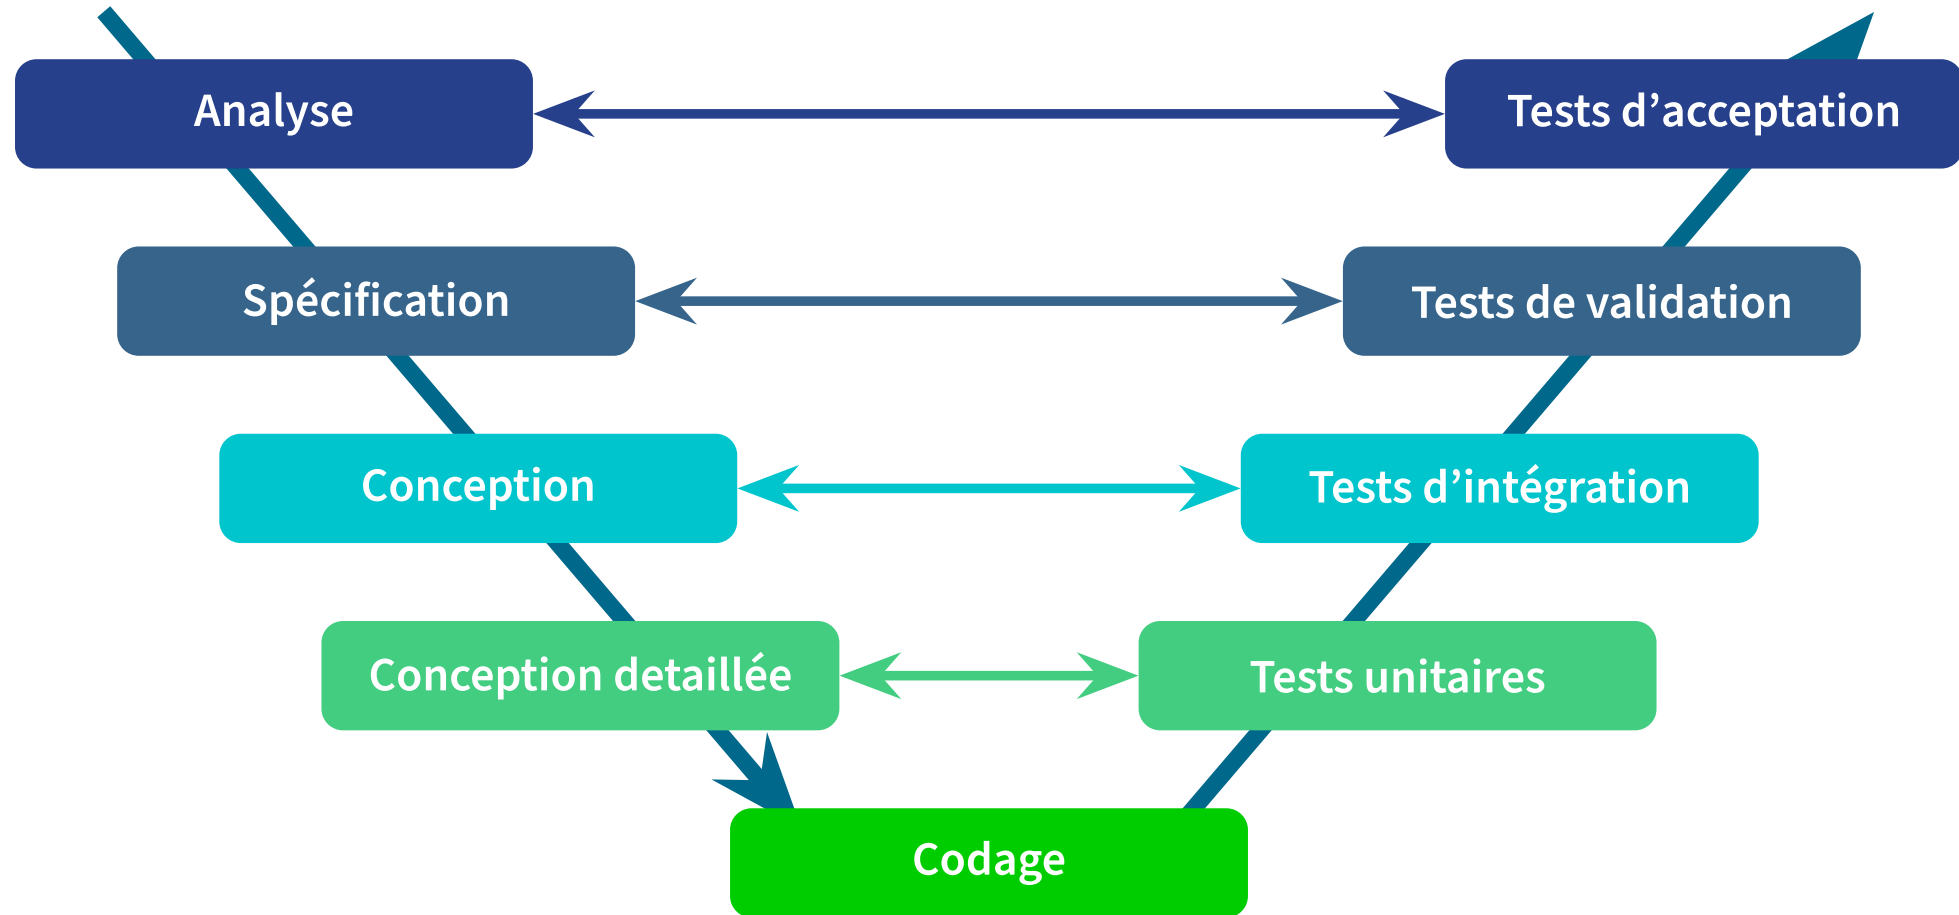 Analyse
Tests d’acceptation
Spécification
Tests de validation
Conception
Tests d’intégration
Conception detaillée
Tests unitaires
Codage